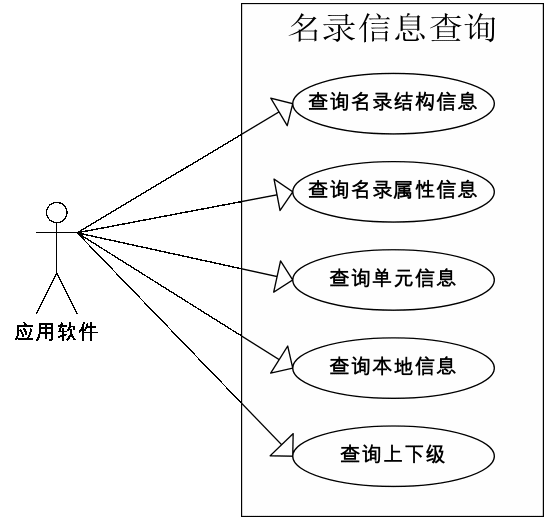 名录信息查询
查询名录结构信息
查询名录属性信息
查询单元信息
查询本地信息
查询上下级
应用软件